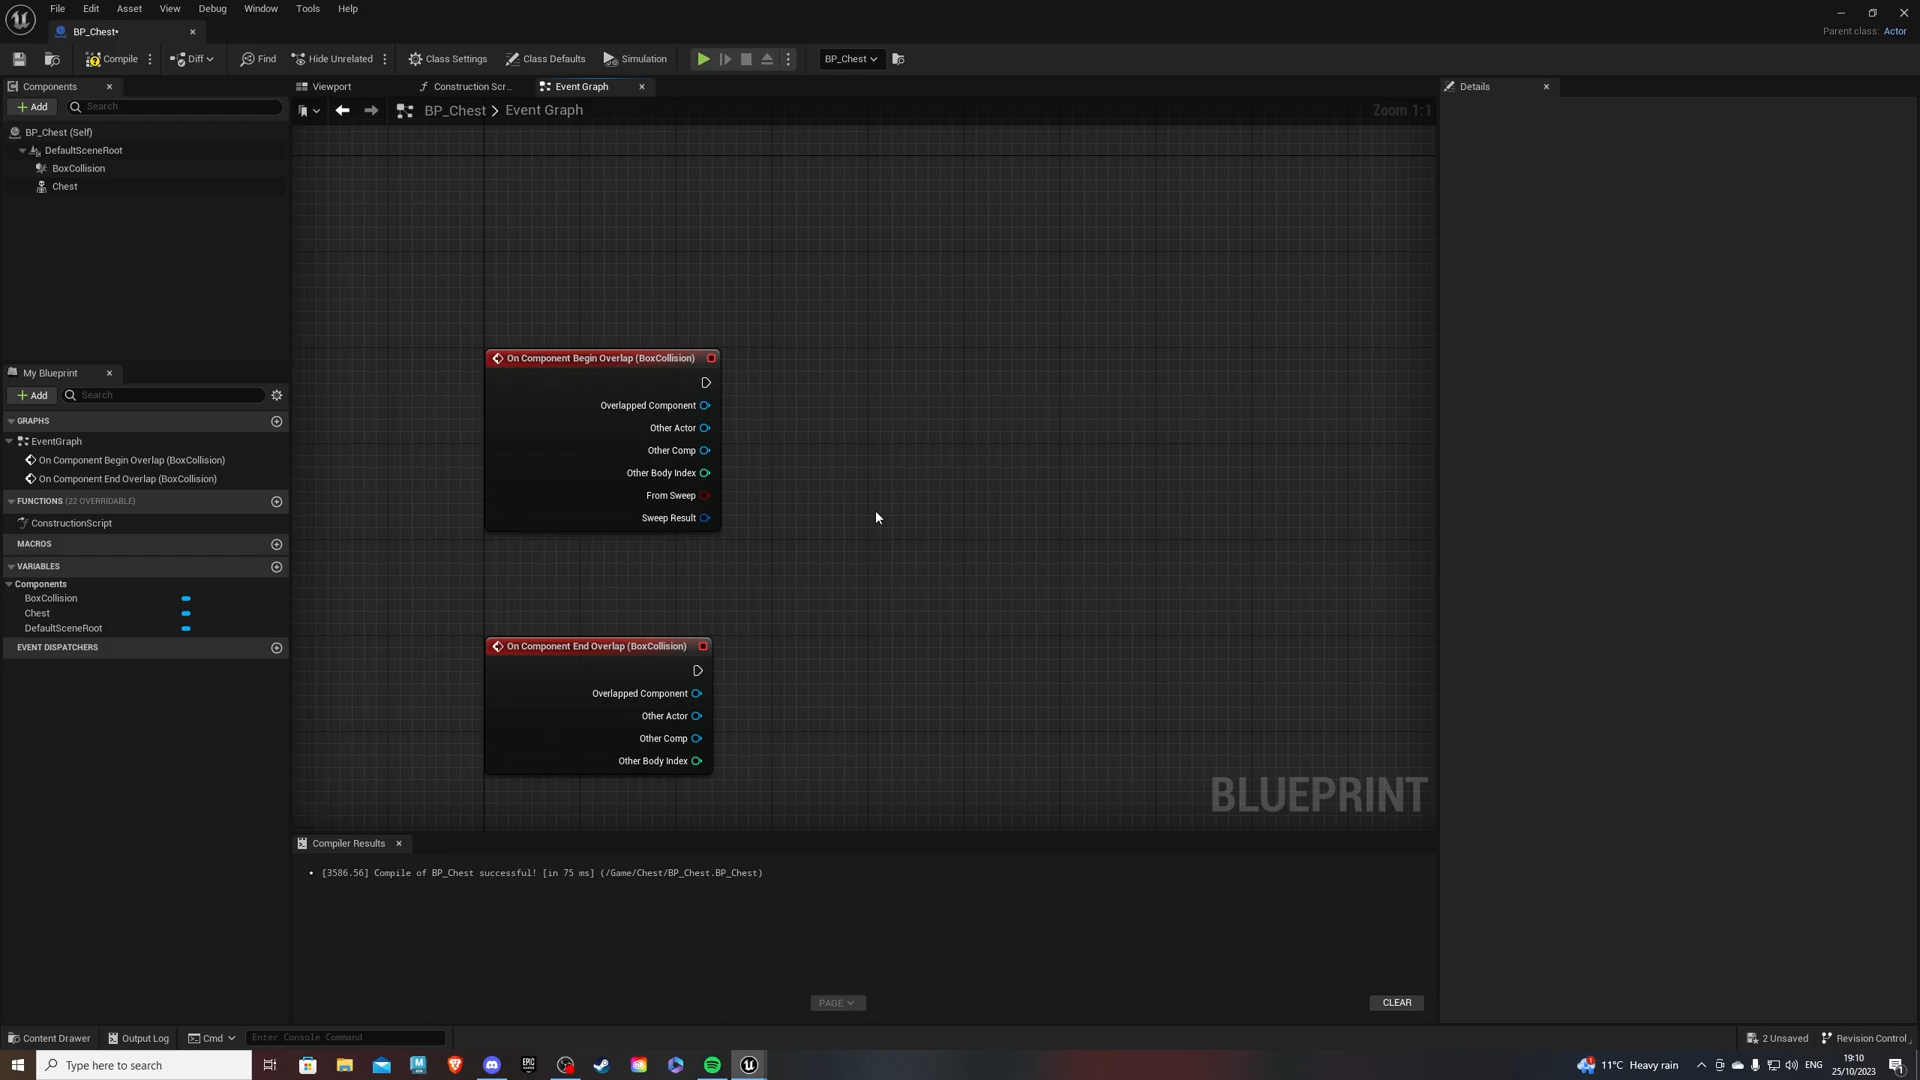 File Edit Asset View Debug Window Tools Help
BP_Chest•
Parent class: Actor
Compile Diff Find Hide Unrelated Class Settings Class Defaults Simulation BP_Chest
Components
Add Search
BP_Chest (Self)
DefaultSceneRoot
BoxCollision
Chest
Viewport Construction Scr... Event Graph
BP_Chest > Event Graph
Zoom 1:1
Details
On Component Begin Overlap (BoxCollision)
Overlapped Component
Other Actor
Other Comp
Other Body Index
From Sweep
Sweep Result
On Component End Overlap (BoxCollision)
Overlapped Component
Other Actor
Other Comp
Other Body Index
BLUEPRINT
My Blueprint
Add Search
GRAPHS
EventGraph
On Component Begin Overlap (BoxCollision)
On Component End Overlap (BoxCollision)
FUNCTIONS (22 OVERRIDABLE)
ConstructionScript
MACROS
VARIABLES
Components
BoxCollision
Chest
DefaultSceneRoot
EVENT DISPATCHERS
Compiler Results
• [3586.56] Compile of BP_Chest successful! [in 75 ms] (/Game/Chest/BP_Chest.BP_Chest)
PAGE
CLEAR
Content Drawer Output Log Cmd Enter Console Command
2 Unsaved Revision Control
Type here to search
EPIC
11°C Heavy rain
ENG
19:10
25/10/2023